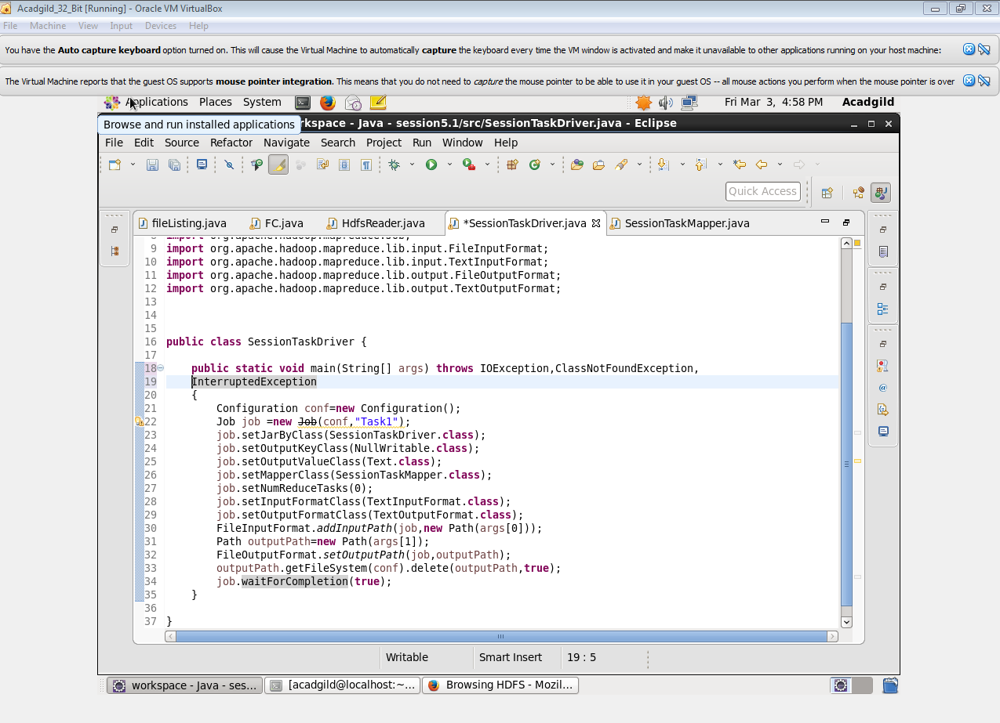 Acadgild_32_Bit [Running] - Oracle VM VirtualBox
File Machine View Input Devices Help
You have the Auto capture keyboard option turned on. This will cause the Virtual Machine to automatically capture the keyboard every time the VM window is activated and make it unavailable to other applications running on your host machine:
The Virtual Machine reports that the guest OS supports mouse pointer integration. This means that you do not need to capture the mouse pointer to be able to use it in your guest OS -- all mouse actions you perform when the mouse pointer is over
Applications Places System Fri Mar 3, 4:58 PM Acadgild
Browse and run installed applications
rkspace - Java - session5.1/src/SessionTaskDriver.java - Eclipse
File Edit Source Refactor Navigate Search Project Run Window Help
Quick Access
fileListing.java FC.java HdfsReader.java *SessionTaskDriver.java SessionTaskMapper.java
8 import org.apache.hadoop.mapreduce.Job;
9 import org.apache.hadoop.mapreduce.lib.input.FileInputFormat;
10 import org.apache.hadoop.mapreduce.lib.input.TextInputFormat;
11 import org.apache.hadoop.mapreduce.lib.output.FileOutputFormat;
12 import org.apache.hadoop.mapreduce.lib.output.TextOutputFormat;
13
14
15
16 public class SessionTaskDriver {
17
18 public static void main(String[] args) throws IOException,ClassNotFoundException,
19 InterruptedException
20 {
21 Configuration conf=new Configuration();
22 Job job =new Job(conf,"Task1");
23 job.setJarByClass(SessionTaskDriver.class);
24 job.setOutputKeyClass(NullWritable.class);
25 job.setOutputValueClass(Text.class);
26 job.setMapperClass(SessionTaskMapper.class);
27 job.setNumReduceTasks(0);
28 job.setInputFormatClass(TextInputFormat.class);
29 job.setOutputFormatClass(TextOutputFormat.class);
30 FileInputFormat.addInputPath(job,new Path(args[0]));
31 Path outputPath=new Path(args[1]);
32 FileOutputFormat.setOutputPath(job,outputPath);
33 outputPath.getFileSystem(conf).delete(outputPath,true);
34 job.waitForCompletion(true);
35 }
36
37 }
Writable Smart Insert 19 : 5
workspace - Java - ses... [acadgild@localhost:~... Browsing HDFS - Mozil...